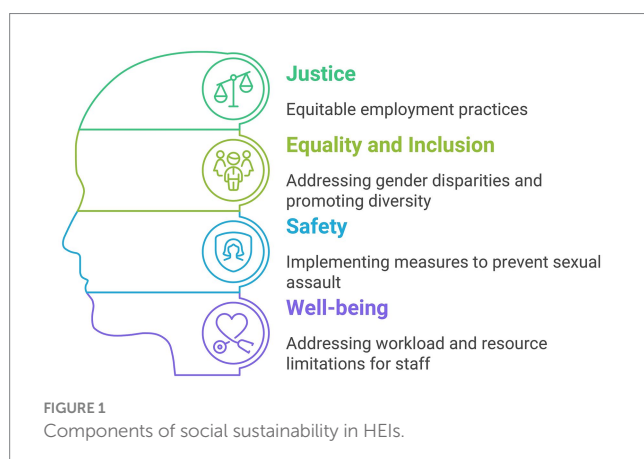 Justice
Equitable employment practices
Equality and Inclusion
Addressing gender disparities and
promoting diversity
Safety
Implementing measures to prevent sexual
assault
Well-being
Addressing workload and resource
limitations for staff
FIGURE 1
Components of social sustainability in HEIs.